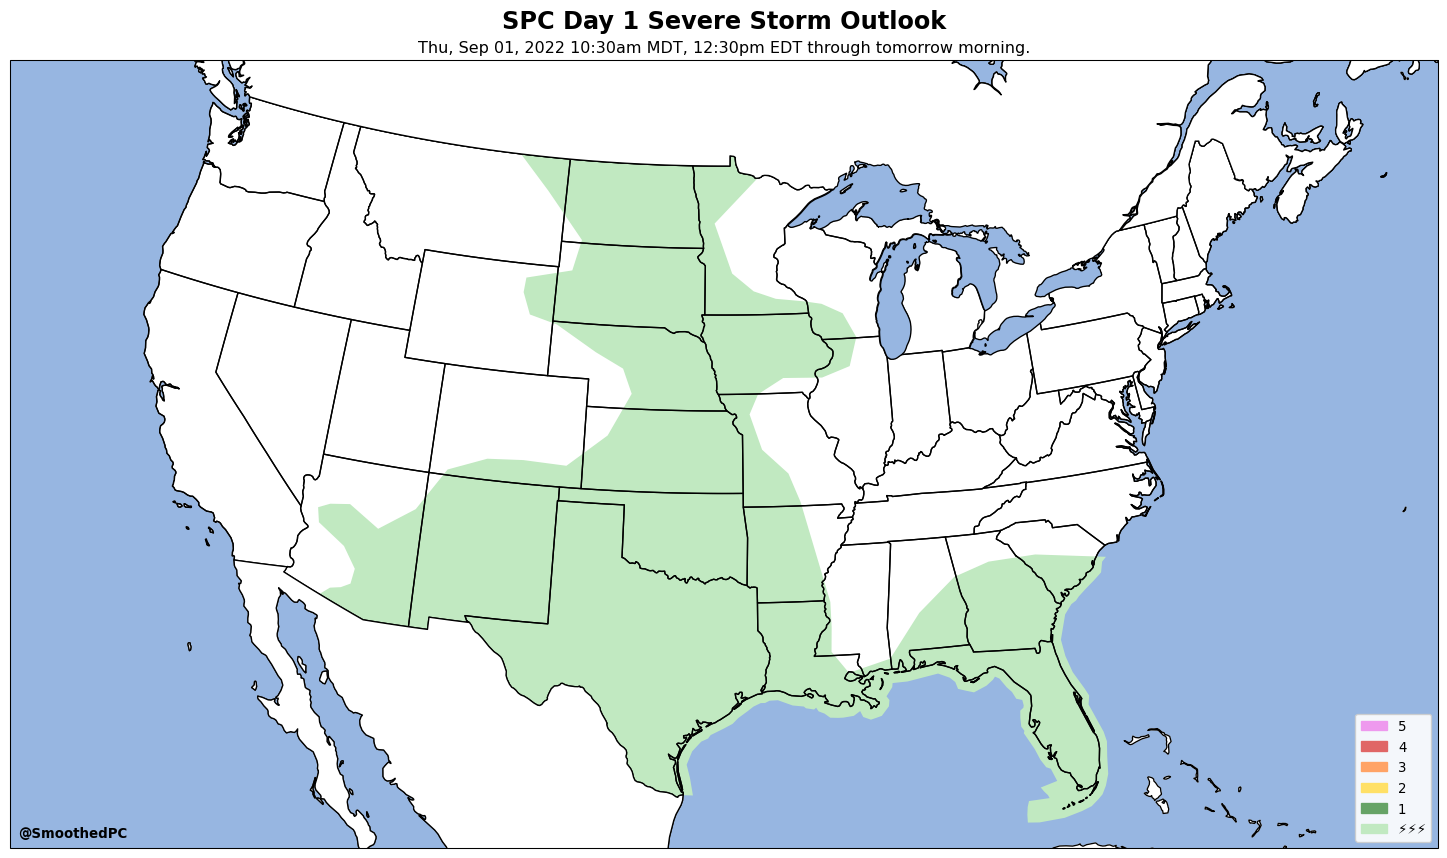 SPC Day 1 Severe Storm Outlook
Thu, Sep 01, 2022 10:30am MDT, 12:30pm EDT through tomorrow morning.
5
4
3
2
1
⚡⚡⚡
@SmoothedPC